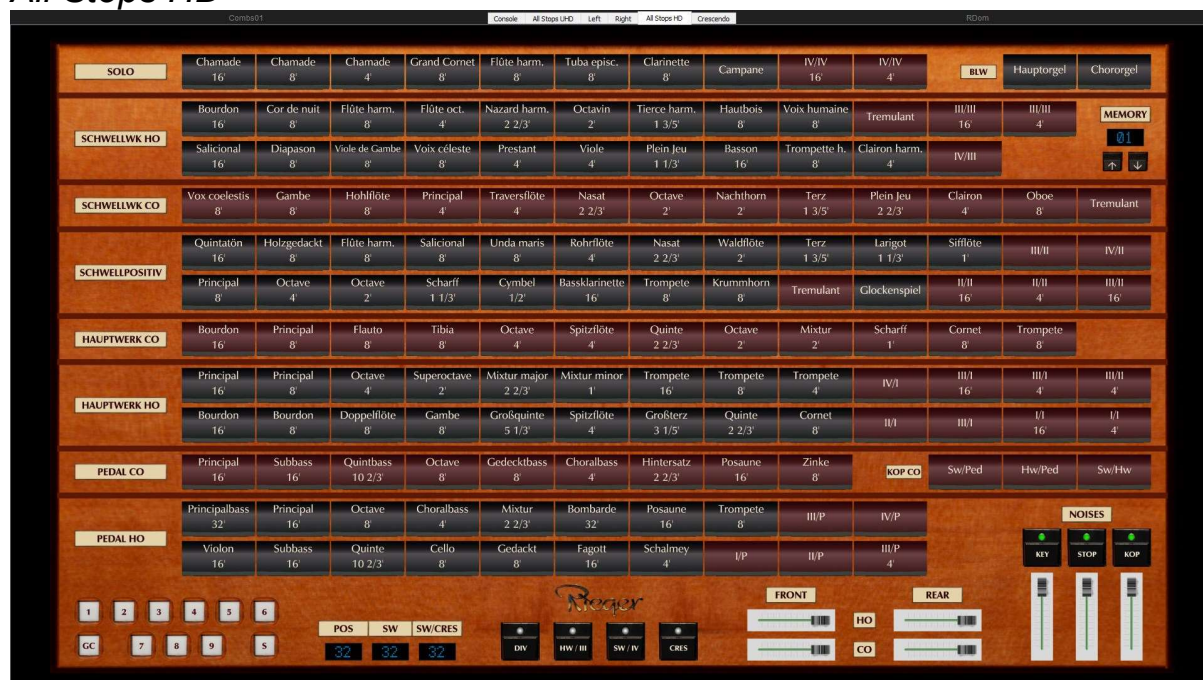 All Stops HD
Combs01 Console All Stops UHD Left Right All Stops HD Crescendo RDom
SOLO Chamade Chamade Chamade Grand Cornet Flûte harm. Tuba episc. Clarinette Campane IV/IV IV/IV BLW Hauptorgel Chororgel
16' 8' 4' 8' 8' 8' 8' 16' 4'
SCHWELLWK HO
Bourdon Cor de nuit Flûte harm. Flûte oct. Nazard harm. Octavin Tierce harm. Hautbois Voix humaine Tremulant III/III III/III MEMORY
16' 8' 8' 4' 2 2/3' 2' 1 3/5' 8' 8' 16' 4' 01
Salicional Diapason Viole de Gambe Voix céleste Prestant Viole Plein Jeu Basson Trompette h. Clairon harm. IV/III
16' 8' 8' 8' 4' 4' 1 1/3' 16' 8' 4'
SCHWELLWK CO Vox coelestis Gambe Hohlflöte Principal Traversflöte Nasat Octave Nachthorn Terz Plein Jeu Clairon Oboe Tremulant
8' 8' 8' 4' 4' 2 2/3' 2' 2' 1 3/5' 2 2/3' 4' 8'
SCHWELLPOSITIV
Quintatön Holzgedackt Flûte harm. Salicional Unda maris Rohrflöte Nasat Waldflöte Terz Larigot Sifflöte III/II IV/II
16' 8' 8' 8' 8' 4' 2 2/3' 2' 1 3/5' 1 1/3' 1'
Principal Octave Octave Scharff Cymbel Bassklarinette Trompete Krummhorn Tremulant Glockenspiel II/II II/II III/II
8' 4' 2' 1 1/3' 1/2' 16' 8' 8' 16' 4' 16'
HAUPTWERK CO Bourdon Principal Flauto Tibia Octave Spitzflöte Quinte Octave Mixtur Scharff Cornet Trompete
16' 8' 8' 8' 4' 4' 2 2/3' 2' 2' 1' 8' 8'
HAUPTWERK HO
Principal Principal Octave Superoctave Mixtur major Mixtur minor Trompete Trompete Trompete IV/I III/I III/I III/II
16' 8' 4' 2' 2 2/3' 1' 16' 8' 4' 16' 4' 4'
Bourdon Bourdon Doppelflöte Gambe Großquinte Spitzflöte Großterz Quinte Cornet II/I III/I I/I I/I
16' 8' 8' 8' 5 1/3' 4' 3 1/5' 2 2/3' 8' 16' 4'
PEDAL CO Principal Subbass Quintbass Octave Gedecktbass Choralbass Hintersatz Posaune Zinke KOP CO Sw/Ped Hw/Ped Sw/Hw
16' 16' 10 2/3' 8' 8' 4' 2 2/3' 16' 8'
PEDAL HO
Principalbass Principal Octave Choralbass Mixtur Bombarde Posaune Trompete III/P IV/P NOISES
32' 16' 8' 4' 2 2/3' 32' 16' 8'
Violon Subbass Quinte Cello Gedackt Fagott Schalmey I/P II/P III/P KEY STOP KOP
16' 16' 10 2/3' 8' 8' 16' 4' 4'
Rieger FRONT REAR
1 2 3 4 5 6 HO
POS SW SW/CRES
GC 7 8 9 S 32 32 32 DIV HW / III SW / IV CRES CO